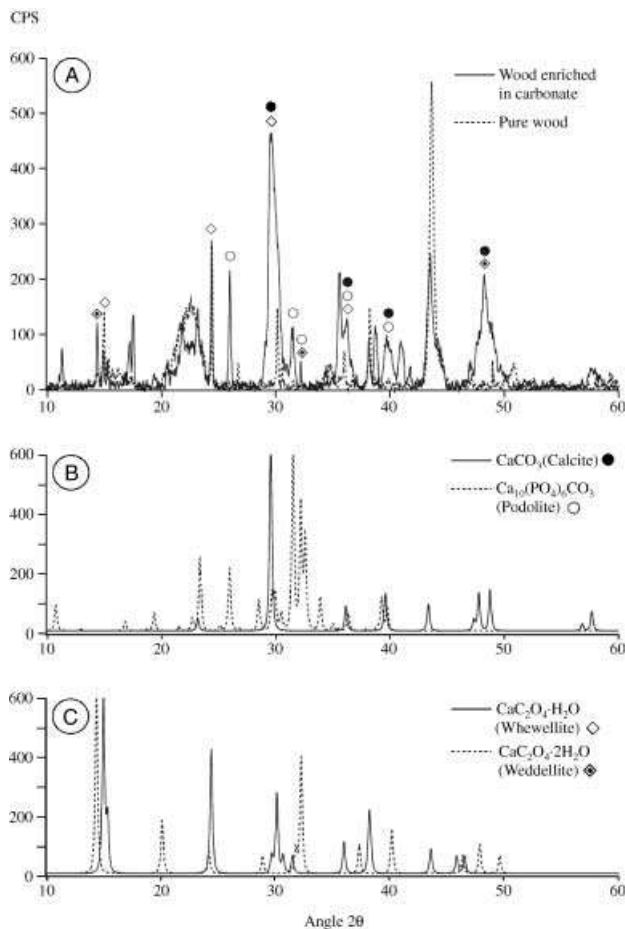 CPS
600
A
Wood enriched
in carbonate
500
Pure wood
400
300
200
100
0
10 20 30 40 50 60
600
B
CaCO₃(Calcite)
Ca₁₀(PO₄)₆CO₃
(Podolite)
400
200
0
10 20 30 40 50 60
600
C
CaC₂O₄·H₂O
(Whewellite)
CaC₂O₄·2H₂O
(Weddellite)
400
200
0
10 20 30 40 50 60
Angle 2θ